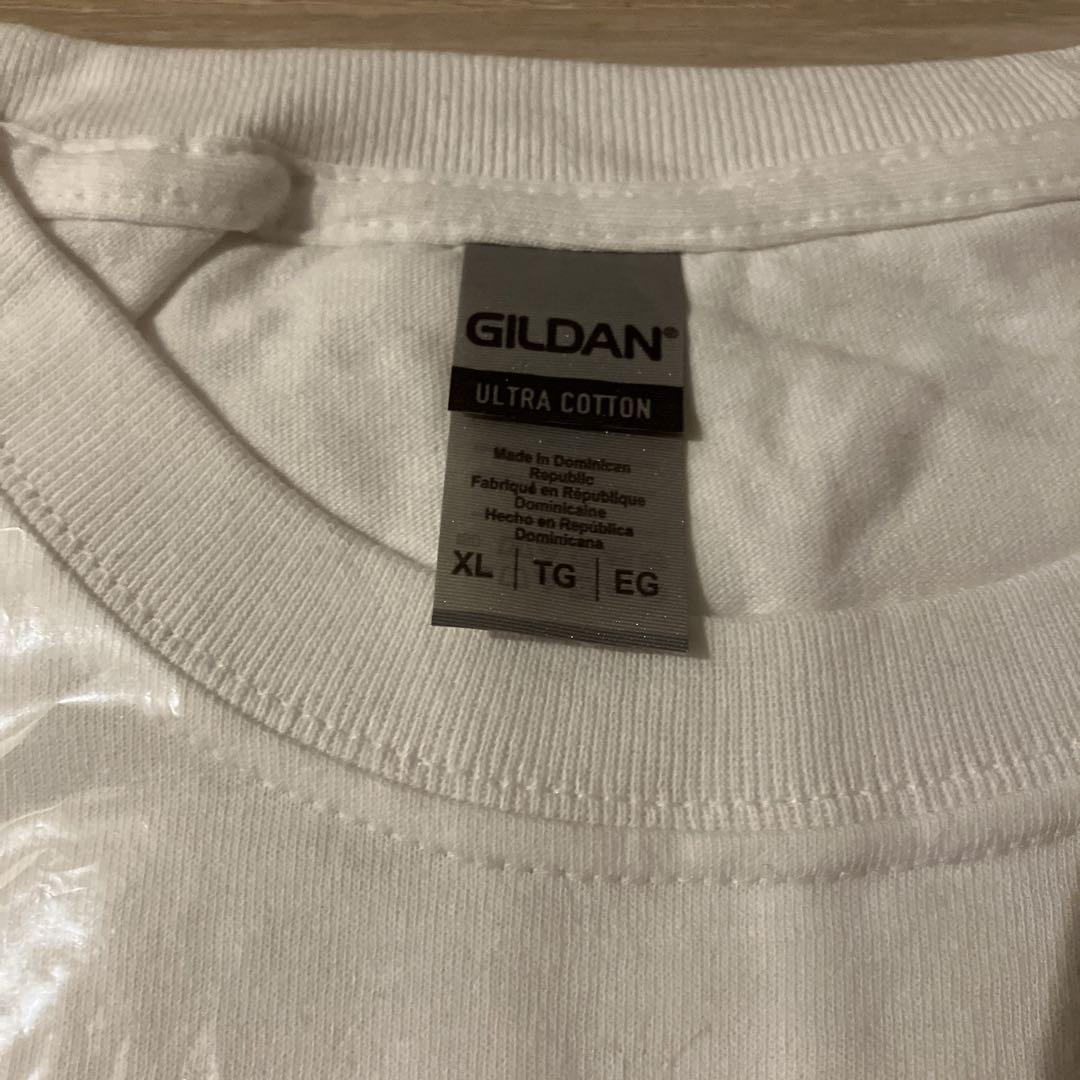 GILDAN®
ULTRA COTTON
Made in Dominican
Republic
Fabriqué en République
Dominicaine
Hecho en República
Dominicana
XL | TG | EG